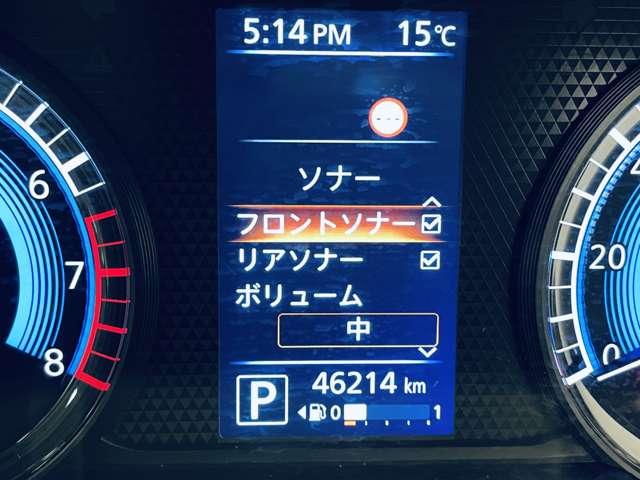 5:14 PM 15℃
---
ソナー
フロントソナー
リアソナー
ボリューム
中
P
46214 km
0 1
6
7
8
20
0